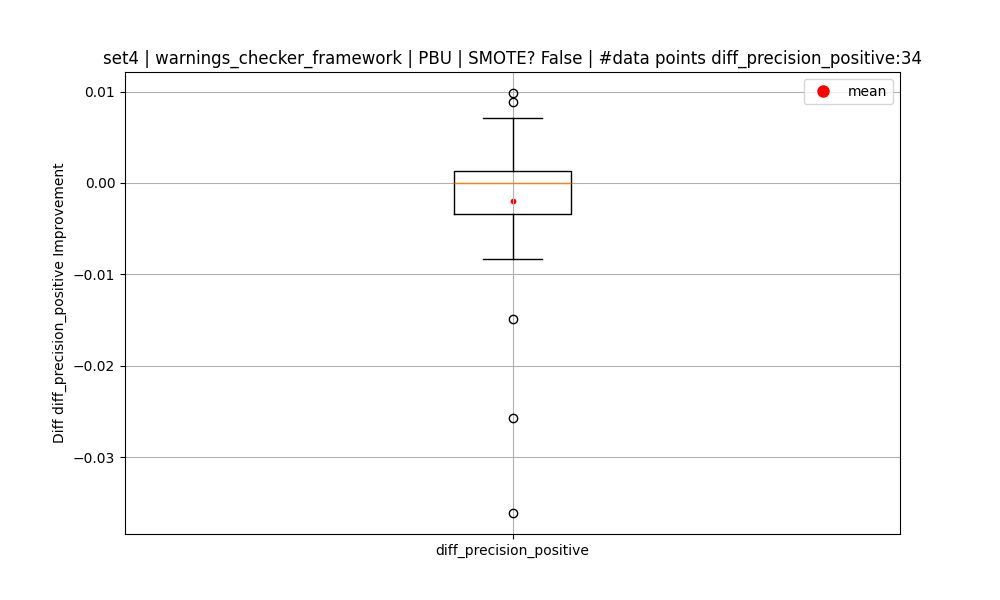 set4 | warnings_checker_framework | PBU | SMOTE? False | #data points diff_precision_positive:34
mean
0.01
0.00
−0.01
−0.02
−0.03
Diff diff_precision_positive Improvement
diff_precision_positive